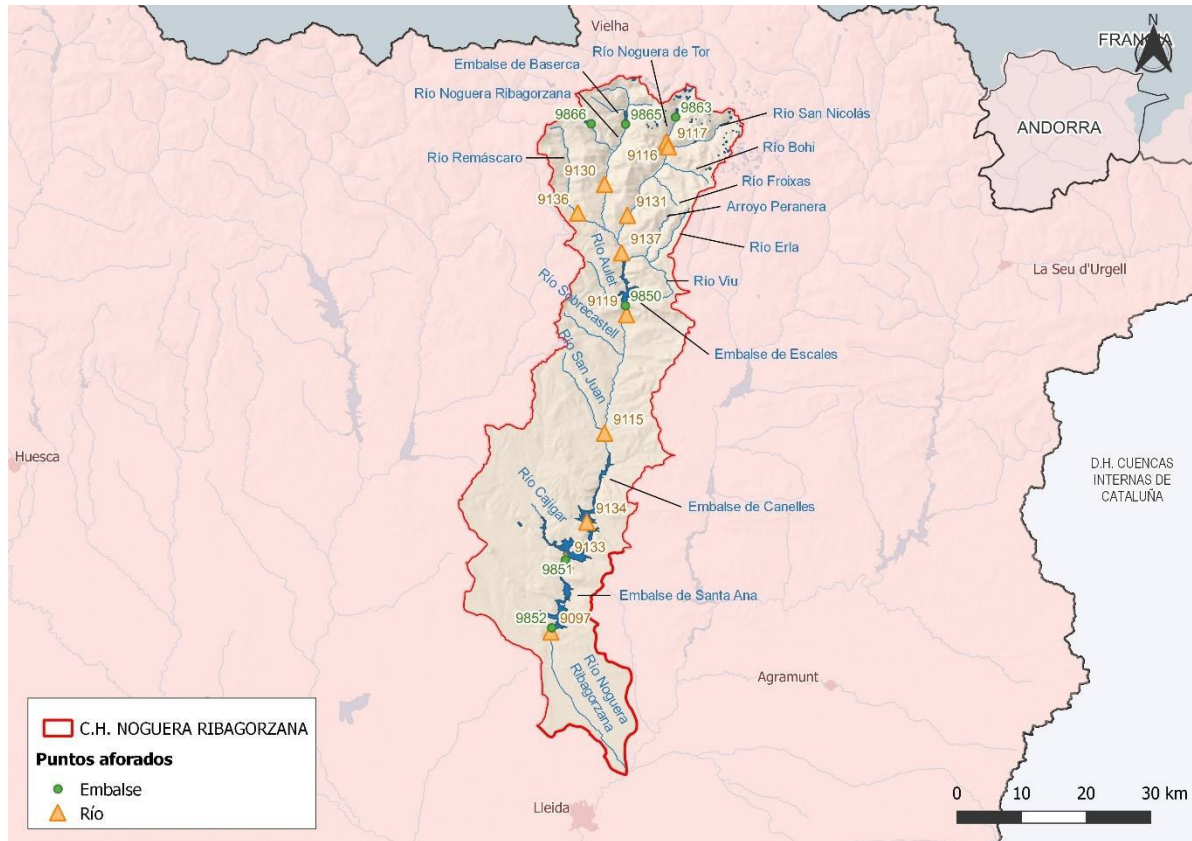 Vielha
N
FRANCIA
Río Noguera de Tor
Embalse de Baserca
Río Noguera Ribagorzana
9866
9865
9863
Río San Nicolás
ANDORRA
9117
9116
Río Bohi
Río Remáscaro
9130
Río Froixas
9136
9131
Arroyo Peranera
9137
Río Erla
Río Aulet
La Seu d'Urgell
Río Viu
9119
9850
Río Sobrecastell
Embalse de Escales
Río San Juan
9115
Huesca
D.H. CUENCAS
INTERNAS DE
CATALUÑA
Río Cajigar
Embalse de Canelles
9134
9133
9851
Embalse de Santa Ana
9852
9097
Río Noguera
Ribagorzana
Agramunt
C.H. NOGUERA RIBAGORZANA
Puntos aforados
Embalse
Río
Lleida
0 10 20 30 km